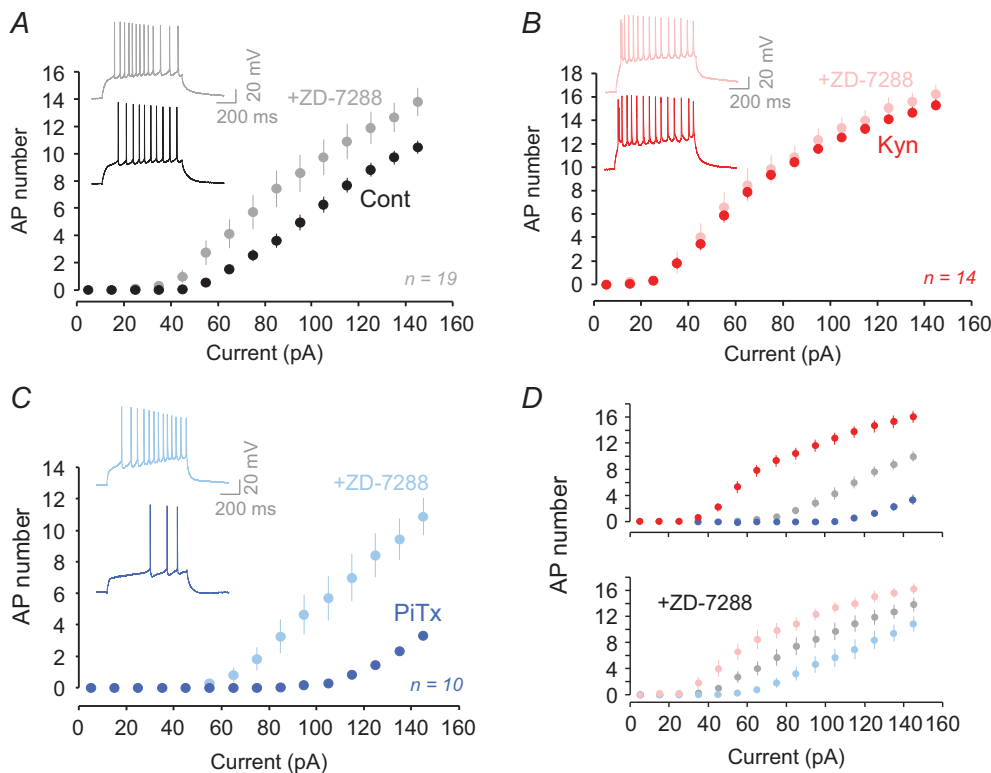 A
16
14
12
10
8
6
4
2
0
AP number
20 mV
200 ms
+ZD-7288
Cont
n = 19
0 20 40 60 80 100 120 140 160
Current (pA)
B
18
16
14
12
10
8
6
4
2
0
AP number
20 mV
200 ms
+ZD-7288
Kyn
n = 14
0 20 40 60 80 100 120 140 160
Current (pA)
C
14
12
10
8
6
4
2
0
AP number
20 mV
200 ms
+ZD-7288
PiTx
n = 10
0 20 40 60 80 100 120 140 160
Current (pA)
D
16
12
8
4
0
AP number
+ZD-7288
16
12
8
4
0
0 20 40 60 80 100 120 140 160
Current (pA)